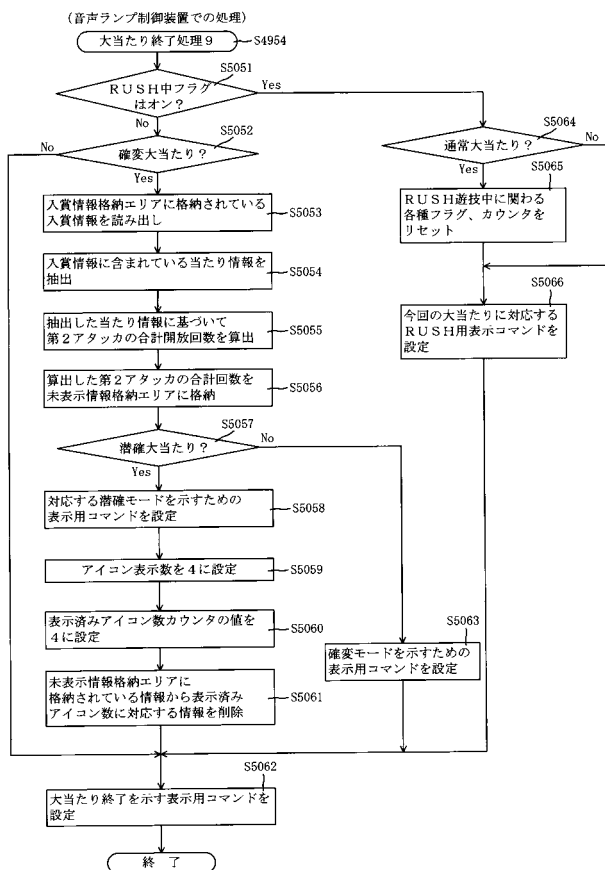 (音声ランプ制御装置での処理)
大当たり終了処理9
S4954
S5051
RUSH中フラグ
はオン?
Yes
No
S5052
確変大当たり?
No
Yes
S5053
入賞情報格納エリアに格納されている
入賞情報を読み出し
S5054
入賞情報に含まれている当たり情報を
抽出
S5055
抽出した当たり情報に基づいて
第2アタッカの合計開放回数を算出
S5056
算出した第2アタッカの合計回数を
未表示情報格納エリアに格納
S5057
潜確大当たり?
No
Yes
S5058
対応する潜確モードを示すための
表示用コマンドを設定
S5059
アイコン表示数を4に設定
S5060
表示済みアイコン数カウンタの値を
4に設定
S5061
未表示情報格納エリアに
格納されている情報から表示済み
アイコン数に対応する情報を削除
S5063
確変モードを示すための
表示用コマンドを設定
S5064
通常大当たり?
No
Yes
S5065
RUSH遊技中に関わる
各種フラグ、カウンタを
リセット
S5066
今回の大当たりに対応する
RUSH用表示コマンドを
設定
S5062
大当たり終了を示す表示用コマンドを
設定
終 了